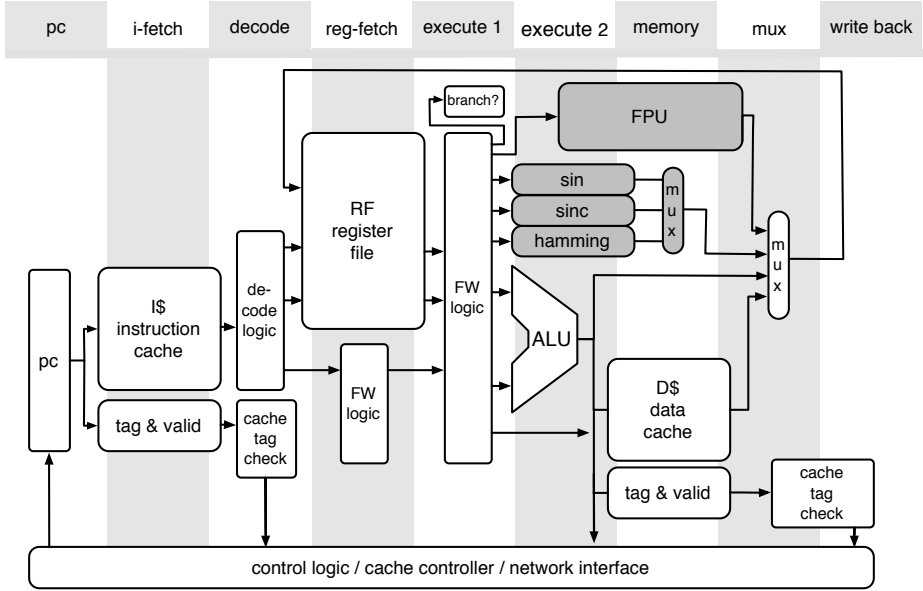 pc i-fetch decode reg-fetch execute 1 execute 2 memory mux write back
branch?
FPU
sin
sinc
hamming
m
u
x
RF
register
file
FW
logic
m
u
x
I$
instruction
cache
de-
code
logic
pc
ALU
FW
logic
D$
data
cache
tag & valid
cache
tag
check
tag & valid
cache
tag
check
control logic / cache controller / network interface